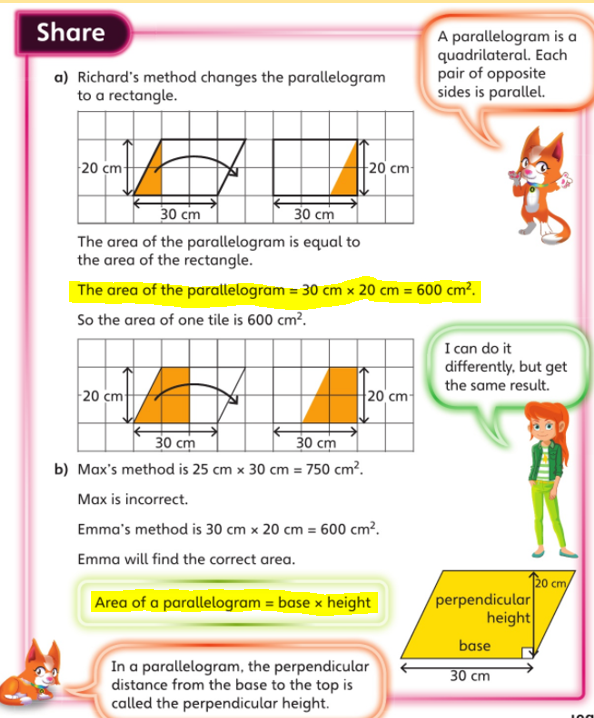 Share
A parallelogram is a
quadrilateral. Each
pair of opposite
sides is parallel.
a) Richard's method changes the parallelogram
to a rectangle.
20 cm
20 cm
30 cm
30 cm
The area of the parallelogram is equal to
the area of the rectangle.
The area of the parallelogram = 30 cm × 20 cm = 600 cm².
So the area of one tile is 600 cm².
I can do it
differently, but get
the same result.
20 cm
20 cm
30 cm
30 cm
b) Max's method is 25 cm × 30 cm = 750 cm².
Max is incorrect.
Emma's method is 30 cm × 20 cm = 600 cm².
Emma will find the correct area.
Area of a parallelogram = base × height
20 cm
perpendicular
height
base
30 cm
In a parallelogram, the perpendicular
distance from the base to the top is
called the perpendicular height.